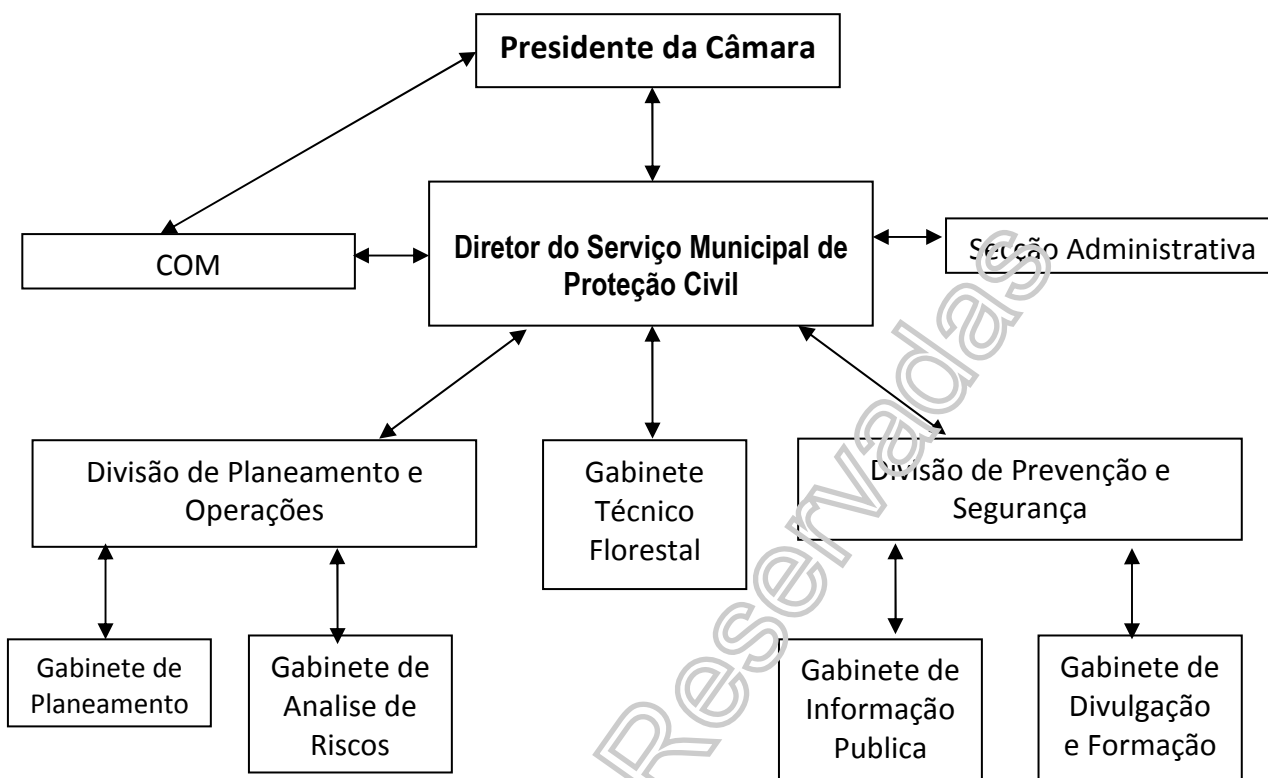 Presidente da Câmara
COM
Diretor do Serviço Municipal de
Proteção Civil
Secção Administrativa
Divisão de Planeamento e
Operações
Gabinete
Técnico
Florestal
Divisão de Prevenção e
Segurança
Gabinete de
Planeamento
Gabinete de
Analise de
Riscos
Gabinete de
Informação
Publica
Gabinete de
Divulgação
e Formação
Reservadas